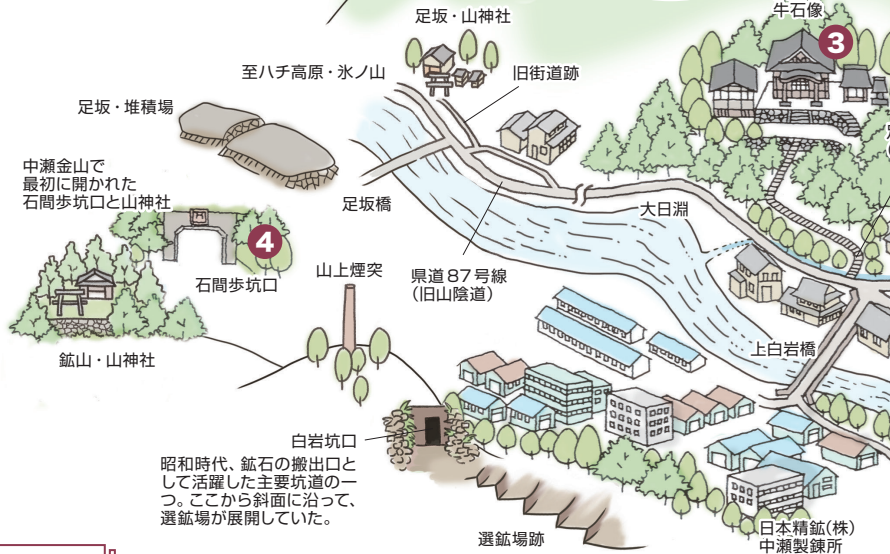 足坂・山神社
牛石像
3
至ハチ高原・氷ノ山
旧街道跡
足坂・堆積場
中瀬金山で
最初に開かれた
石間歩坑口と山神社
足坂橋
大日淵
4
石間歩坑口
山上煙突
県道87号線
(旧山陰道)
鉱山・山神社
上白岩橋
白岩坑口
昭和時代、鉱石の搬出口と
して活躍した主要坑道の一
つ。ここから斜面に沿って、
選鉱場が展開していた。
選鉱場跡
日本精鉱(株)
中瀬製錬所